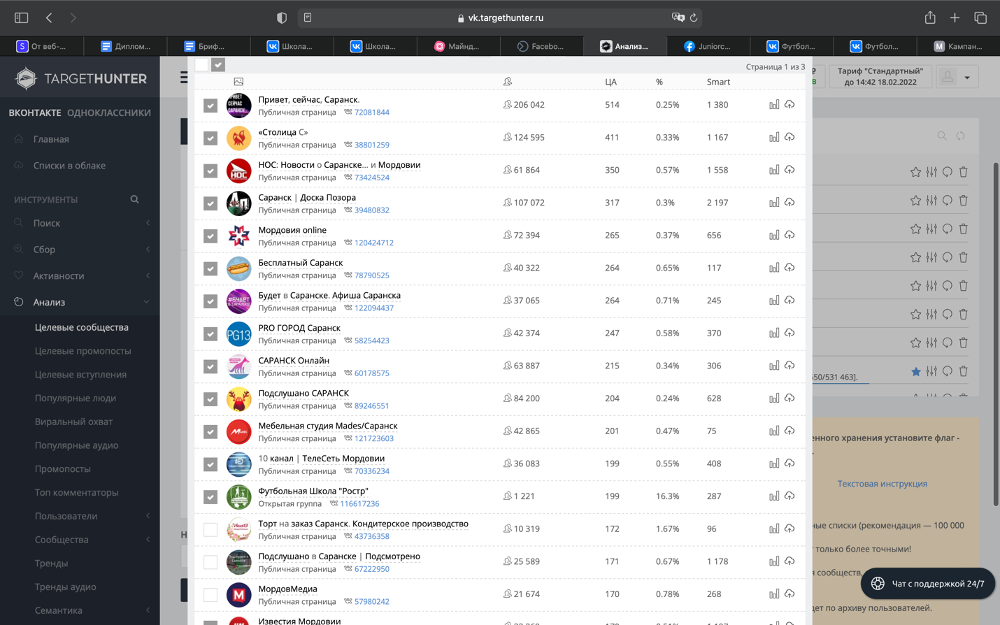 vk.targethunter.ru
От веб-...
Диплом...
Бриф...
Школа...
Школа...
Майнд...
Facebo...
Анализ...
Juniorc...
Футбол...
Футбол...
Кампан...
TARGETHUNTER
ВКОНТАКТЕ ОДНОКЛАССНИКИ
Главная
Списки в облаке
ИНСТРУМЕНТЫ
Поиск
Сбор
Активности
Анализ
Целевые сообщества
Целевые промопосты
Целевые вступления
Популярные люди
Виральный охват
Популярные аудио
Промопосты
Топ комментаторы
Пользователи
Сообщества
Тренды
Тренды аудио
Семантика
Страница 1 из 3
ЦА % Smart
Привет, сейчас, Саранск. 206 042 514 0.25% 1 380
Публичная страница 72081844
«Столица С» 124 595 411 0.33% 1 167
Публичная страница 38801259
НОС: Новости о Саранске... и Мордовии 61 864 350 0.57% 1 558
Публичная страница 73424524
Саранск | Доска Позора 107 072 317 0.3% 2 197
Публичная страница 39480832
Мордовия online 72 394 265 0.37% 656
Публичная страница 120424712
Бесплатный Саранск 40 322 264 0.65% 117
Публичная страница 78790525
Будет в Саранске. Афиша Саранска 37 065 264 0.71% 245
Публичная страница 122094437
PRO ГОРОД Саранск 42 374 247 0.58% 370
Публичная страница 58254423
САРАНСК Онлайн 63 887 215 0.34% 306
Публичная страница 60178575
Подслушано САРАНСК 84 200 204 0.24% 628
Публичная страница 89246551
Мебельная студия Mades/Саранск 42 865 201 0.47% 75
Публичная страница 121723603
10 канал | ТелеСеть Мордовии 36 083 199 0.55% 408
Публичная страница 70336234
Футбольная Школа "Ростр" 1 221 199 16.3% 287
Открытая группа 116617236
Торт на заказ Саранск. Кондитерское производство 10 319 172 1.67% 96
Публичная страница 43736358
Подслушано в Саранске | Подсмотрено 25 589 171 0.67% 1 178
Публичная страница 67222950
МордовМедиа 21 674 170 0.78% 268
Публичная страница 57980242
Известия Мордовии
Тариф "Стандартный"
до 14:42 18.02.2022
550/531 463].
енного хранения установите флаг -
Текстовая инструкция
ные списки (рекомендация — 100 000
т только более точными!
я сообществ,
Чат с поддержкой 24/7
дет по архиву пользователей.